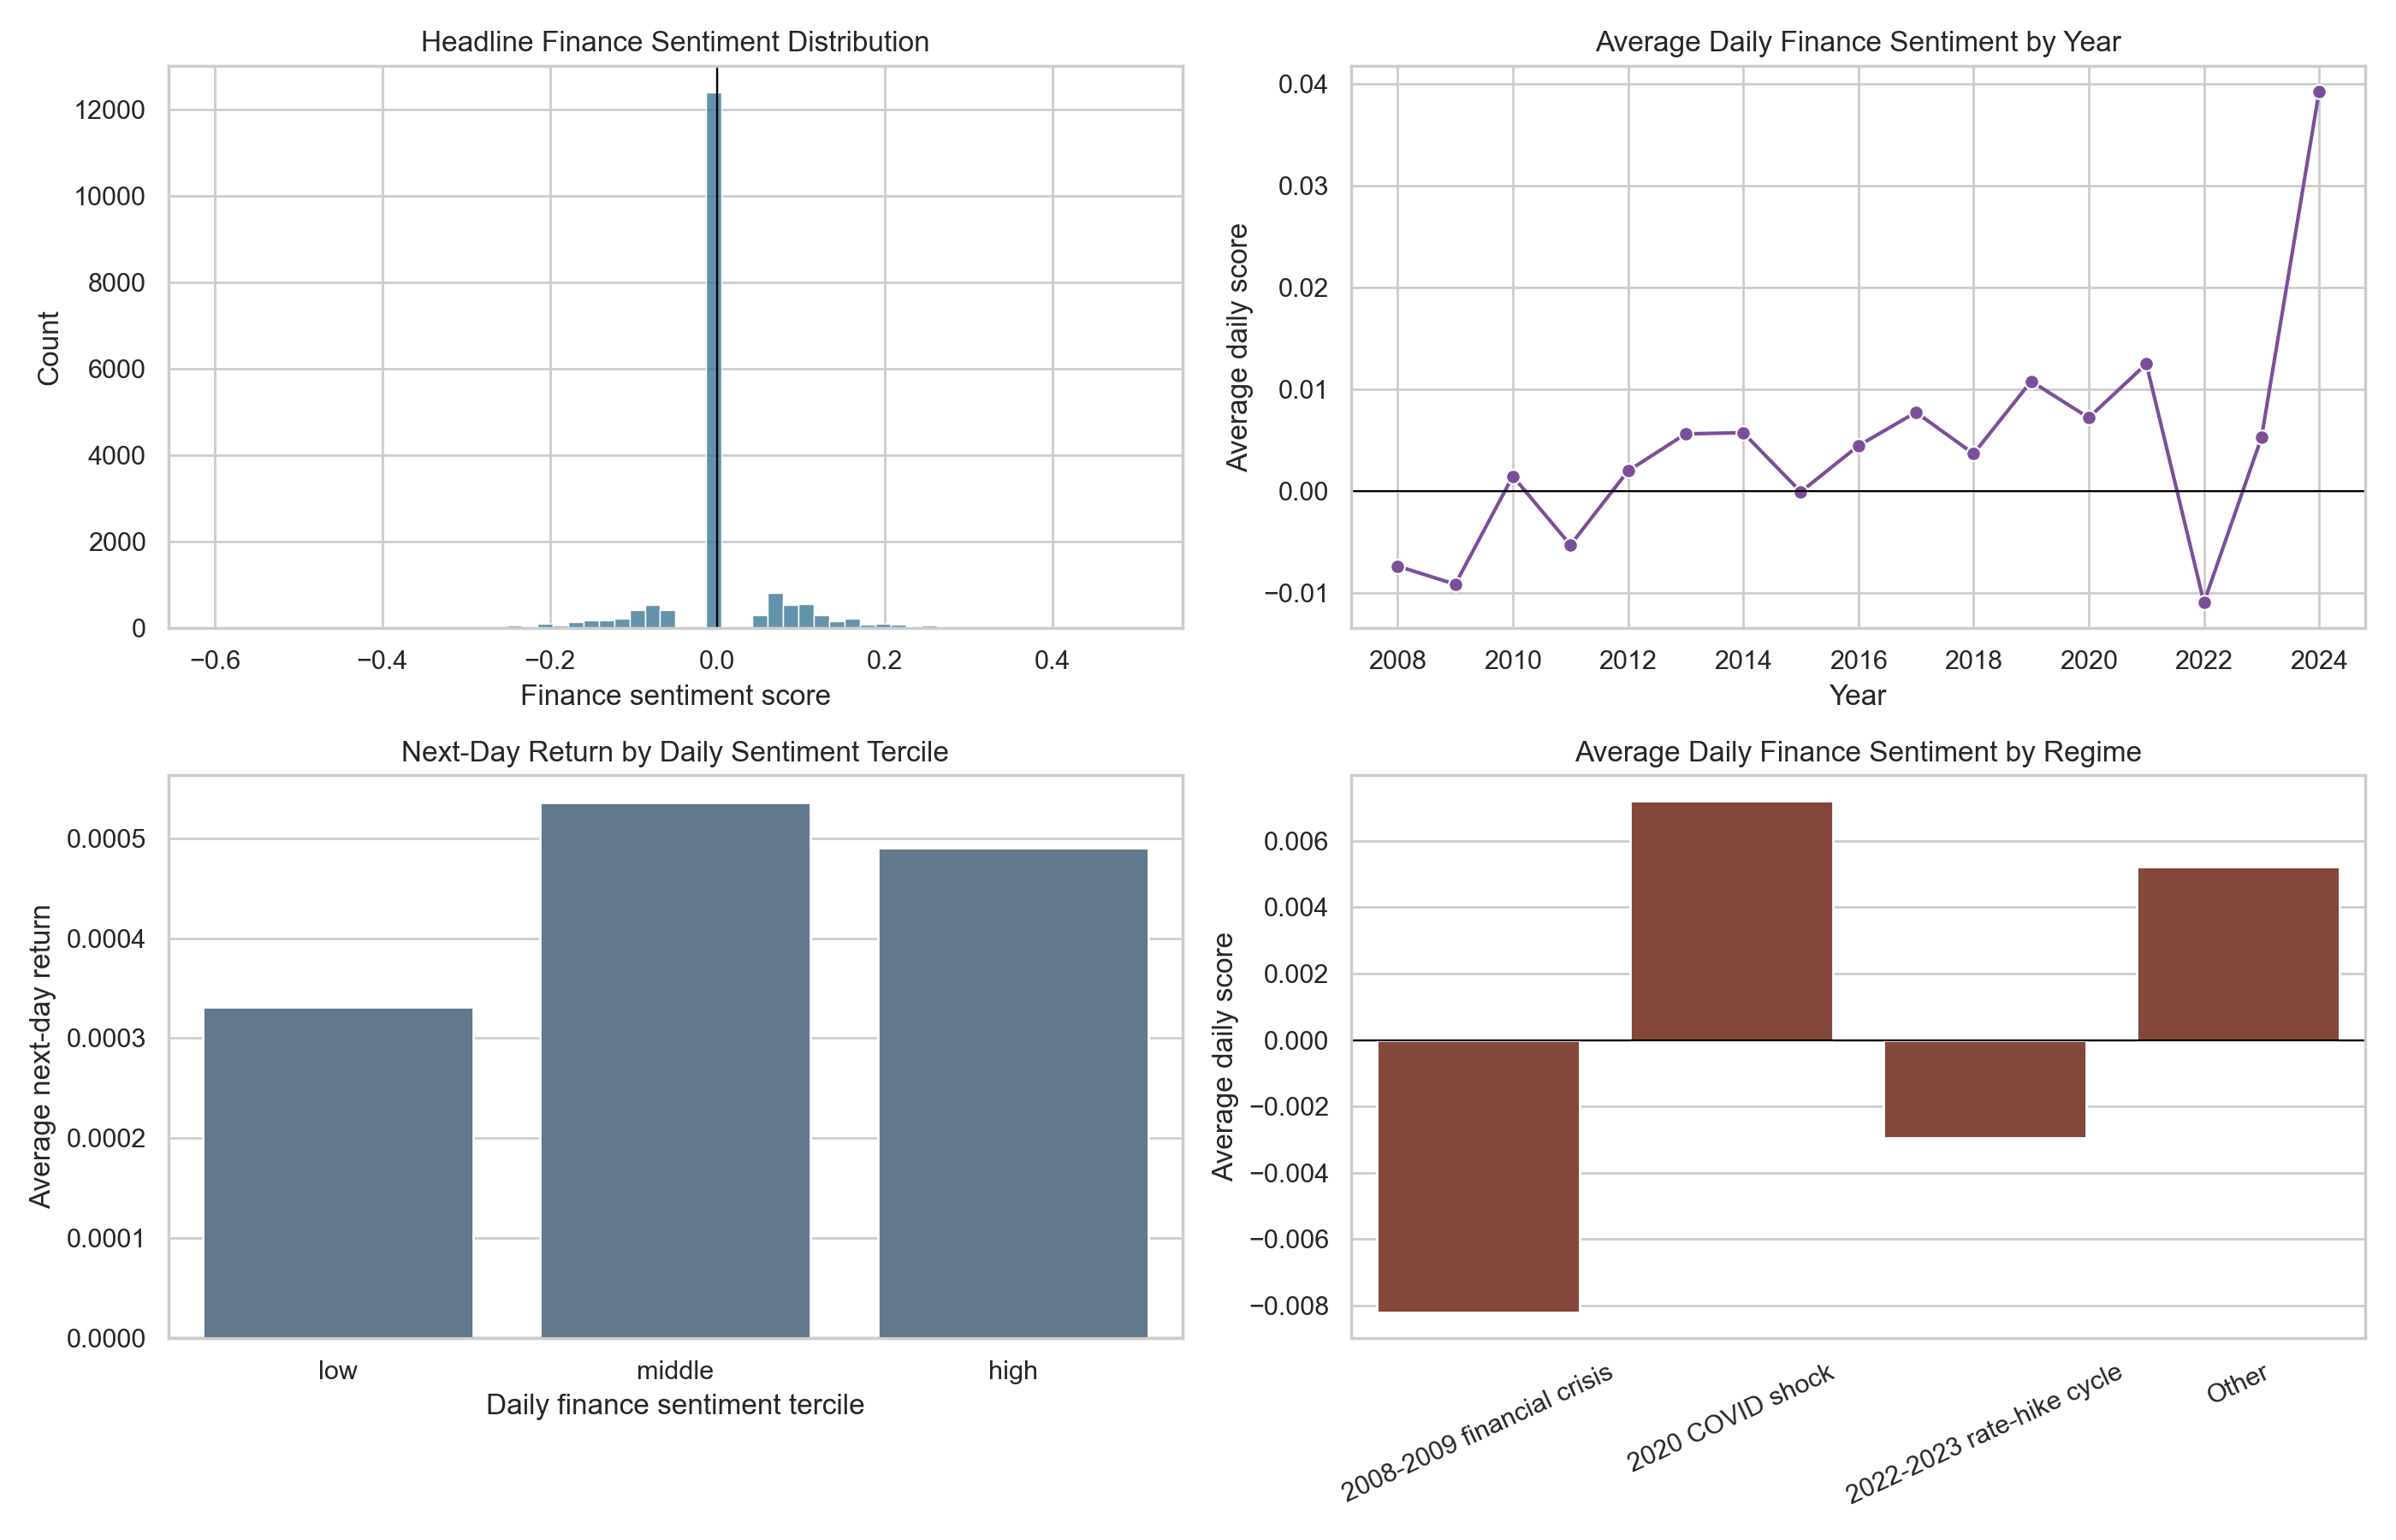 Headline Finance Sentiment Distribution
12000
10000
8000
6000
4000
2000
0
Count
−0.6 −0.4 −0.2 0.0 0.2 0.4
Finance sentiment score
Average Daily Finance Sentiment by Year
0.04
0.03
0.02
0.01
0.00
−0.01
Average daily score
2008 2010 2012 2014 2016 2018 2020 2022 2024
Year
Next-Day Return by Daily Sentiment Tercile
0.0005
0.0004
0.0003
0.0002
0.0001
0.0000
Average next-day return
low middle high
Daily finance sentiment tercile
Average Daily Finance Sentiment by Regime
0.006
0.004
0.002
0.000
−0.002
−0.004
−0.006
−0.008
Average daily score
2008-2009 financial crisis
2020 COVID shock
2022-2023 rate-hike cycle
Other